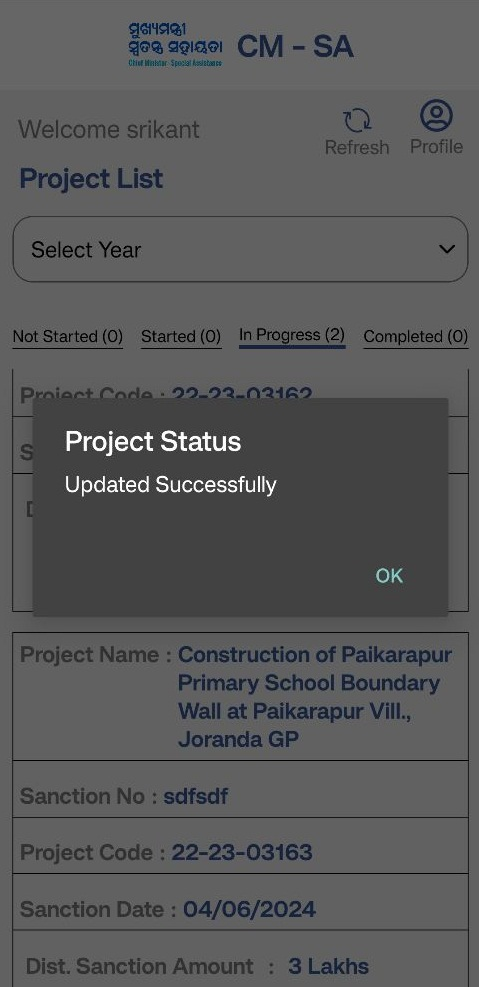 ମୁଖ୍ୟମନ୍ତ୍ରୀ
ସ୍ୱତନ୍ତ୍ର ସହାୟତା
Chief Minister - Special Assistance
CM - SA
Welcome srikant
Refresh
Profile
Project List
Select Year
Not Started (0) Started (0) In Progress (2) Completed (0)
Project Code : 22-23-03162
Project Status
Updated Successfully
OK
Project Name : Construction of Paikarapur
Primary School Boundary
Wall at Paikarapur Vill.,
Joranda GP
Sanction No : sdfsdf
Project Code : 22-23-03163
Sanction Date : 04/06/2024
Dist. Sanction Amount : 3 Lakhs